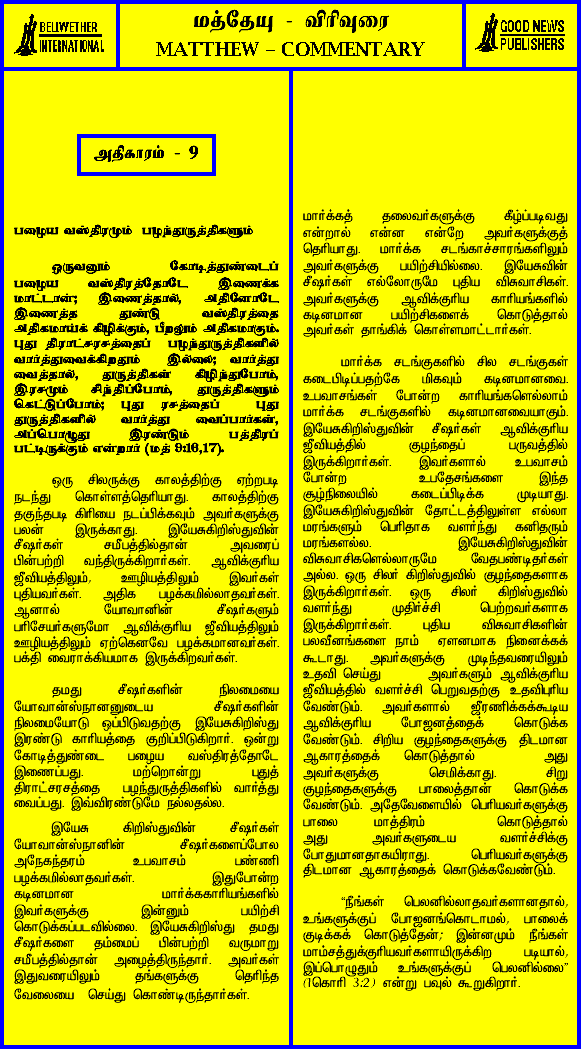 BELLWETHER
INTERNATIONAL
மத்தேயு - விரிவுரை
MATTHEW – COMMENTARY
GOOD NEWS
PUBLISHERS
அதிகாரம் - 9
பழைய வஸ்திரமும் பழந்துருத்திகளும்
ஒருவனும் கோடித்துண்டைப்
பழைய வஸ்திரத்தோடே இணைக்க
மாட்டான்; இணைத்தால், அதினோடே
இணைத்த துண்டு வஸ்திரத்தை
அதிகமாய்க் கிழிக்கும், பீறலும் அதிகமாகும்.
புது திராட்சரசத்தைப் பழந்துருத்திகளில்
வார்த்துவைக்கிறதும் இல்லை; வார்த்து
வைத்தால், துருத்திகள் கிழிந்துபோம்,
இரசமும் சிந்திப்போம், துருத்திகளும்
கெட்டுப்போம்; புது ரசத்தைப் புது
துருத்திகளில் வார்த்து வைப்பார்கள்,
அப்பொழுது இரண்டும் பத்திரப்
பட்டிருக்கும் என்றார் (மத் 9:16,17).
ஒரு சிலருக்கு காலத்திற்கு ஏற்றபடி
நடந்து கொள்ளத்தெரியாது. காலத்திற்கு
தகுந்தபடி கிரியை நடப்பிக்கவும் அவர்களுக்கு
பலன் இருக்காது. இயேசுகிறிஸ்துவின்
சீஷர்கள் சமீபத்தில்தான் அவரைப்
பின்பற்றி வந்திருக்கிறார்கள். ஆவிக்குரிய
ஜீவியத்திலும், ஊழியத்திலும் இவர்கள்
புதியவர்கள். அதிக பழக்கமில்லாதவர்கள்.
ஆனால் யோவானின் சீஷர்களும்
பரிசேயர்களுமோ ஆவிக்குரிய ஜீவியத்திலும்
ஊழியத்திலும் ஏற்கெனவே பழக்கமானவர்கள்.
பக்தி வைராக்கியமாக இருக்கிறவர்கள்.
தமது சீஷர்களின் நிலமையை
யோவான்ஸ்நானனுடைய சீஷர்களின்
நிலமையோடு ஒப்பிடுவதற்கு இயேசுகிறிஸ்து
இரண்டு காரியத்தை குறிப்பிடுகிறார். ஒன்று
கோடித்துண்டை பழைய வஸ்திரத்தோடே
இணைப்பது. மற்றொன்று புதுத்
திராட்சரசத்தை பழந்துருத்திகளில் வார்த்து
வைப்பது. இவ்விரண்டுமே நல்லதல்ல.
இயேசு கிறிஸ்துவின் சீஷர்கள்
யோவான்ஸ்நானின் சீஷர்களைப்போல
அநேகந்தரம் உபவாசம் பண்ணி
பழக்கமில்லாதவர்கள். இதுபோன்ற
கடினமான மார்க்ககாரியங்களில்
இவர்களுக்கு இன்னும் பயிற்சி
கொடுக்கப்படவில்லை. இயேசுகிறிஸ்து தமது
சீஷர்களை தம்மைப் பின்பற்றி வருமாறு
சமீபத்தில்தான் அழைத்திருந்தார். அவர்கள்
இதுவரையிலும் தங்களுக்கு தெரிந்த
வேலையை செய்து கொண்டிருந்தார்கள்.
மார்க்கத் தலைவர்களுக்கு கீழ்ப்படிவது
என்றால் என்ன என்றே அவர்களுக்குத்
தெரியாது. மார்க்க சடங்காச்சாரங்களிலும்
அவர்களுக்கு பயிற்சியில்லை. இயேசுவின்
சீஷர்கள் எல்லோருமே புதிய விசுவாசிகள்.
அவர்களுக்கு ஆவிக்குரிய காரியங்களில்
கடினமான பயிற்சிகளைக் கொடுத்தால்
அவர்கள் தாங்கிக் கொள்ளமாட்டார்கள்.
மார்க்க சடங்குகளில் சில சடங்குகள்
கடைபிடிப்பதற்கே மிகவும் கடினமானவை.
உபவாசங்கள் போன்ற காரியங்களெல்லாம்
மார்க்க சடங்குகளில் கடினமானவையாகும்.
இயேசுகிறிஸ்துவின் சீஷர்கள் ஆவிக்குரிய
ஜீவியத்தில் குழந்தைப் பருவத்தில்
இருக்கிறார்கள். இவர்களால் உபவாசம்
போன்ற உபதேசங்களை இந்த
சூழ்நிலையில் கடைப்பிடிக்க முடியாது.
இயேசுகிறிஸ்துவின் தோட்டத்திலுள்ள எல்லா
மரங்களும் பெரிதாக வளர்ந்து கனிதரும்
மரங்களல்ல. இயேசுகிறிஸ்துவின்
விசுவாசிகளெல்லாருமே வேதபண்டிதர்கள்
அல்ல. ஒரு சிலர் கிறிஸ்துவில் குழந்தைகளாக
இருக்கிறார்கள். ஒரு சிலர் கிறிஸ்துவில்
வளர்ந்து முதிர்ச்சி பெற்றவர்களாக
இருக்கிறார்கள். புதிய விசுவாசிகளின்
பலவீனங்களை நாம் ஏளனமாக நினைக்கக்
கூடாது. அவர்களுக்கு முடிந்தவரையிலும்
உதவி செய்து அவர்களும் ஆவிக்குரிய
ஜீவியத்தில் வளர்ச்சி பெறுவதற்கு உதவிபுரிய
வேண்டும். அவர்களால் ஜீரணிக்கக்கூடிய
ஆவிக்குரிய போஜனத்தைக் கொடுக்க
வேண்டும். சிறிய குழந்தைகளுக்கு திடமான
ஆகாரத்தைக் கொடுத்தால் அது
அவர்களுக்கு செமிக்காது. சிறு
குழந்தைகளுக்கு பாலைத்தான் கொடுக்க
வேண்டும். அதேவேளையில் பெரியவர்களுக்கு
பாலை மாத்திரம் கொடுத்தால்
அது அவர்களுடைய வளர்ச்சிக்கு
போதுமானதாகயிராது. பெரியவர்களுக்கு
திடமான ஆகாரத்தைக் கொடுக்கவேண்டும்.
“நீங்கள் பெலனில்லாதவர்களானதால்,
உங்களுக்குப் போஜனங்கொடாமல், பாலைக்
குடிக்கக் கொடுத்தேன்; இன்னமும் நீங்கள்
மாம்சத்துக்குரியவர்களாயிருக்கிற படியால்,
இப்பொழுதும் உங்களுக்குப் பெலனில்லை”
(1கொரி 3:2) என்று பவுல் கூறுகிறார்.